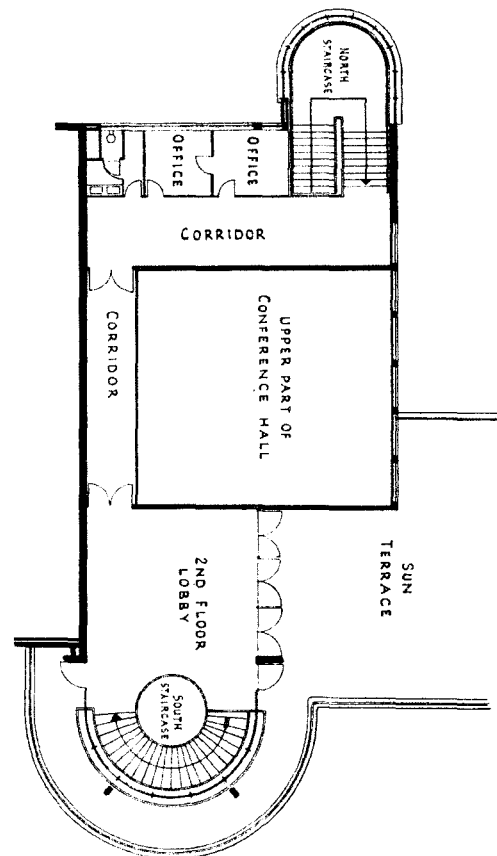 NORTH
STAIRCASE
OFFICE
OFFICE
CORRIDOR
CORRIDOR
UPPER PART OF
CONFERENCE HALL
SUN
TERRACE
2ND FLOOR
LOBBY
SOUTH
STAIRCASE